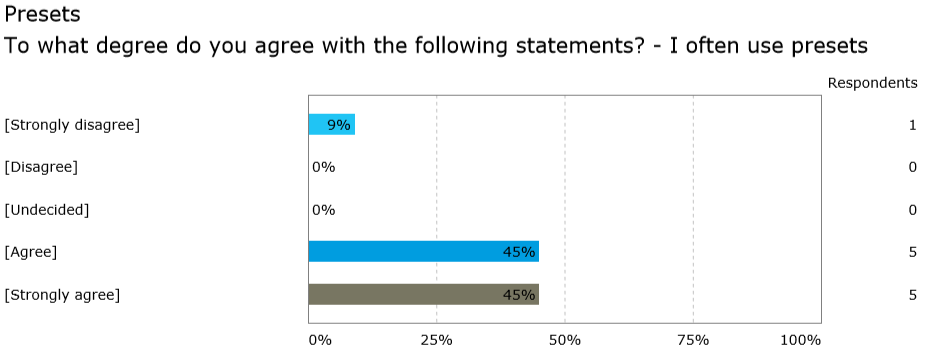 Presets
To what degree do you agree with the following statements? - I often use presets
Respondents
[Strongly disagree] 9% 1
[Disagree] 0% 0
[Undecided] 0% 0
[Agree] 45% 5
[Strongly agree] 45% 5
0% 25% 50% 75% 100%